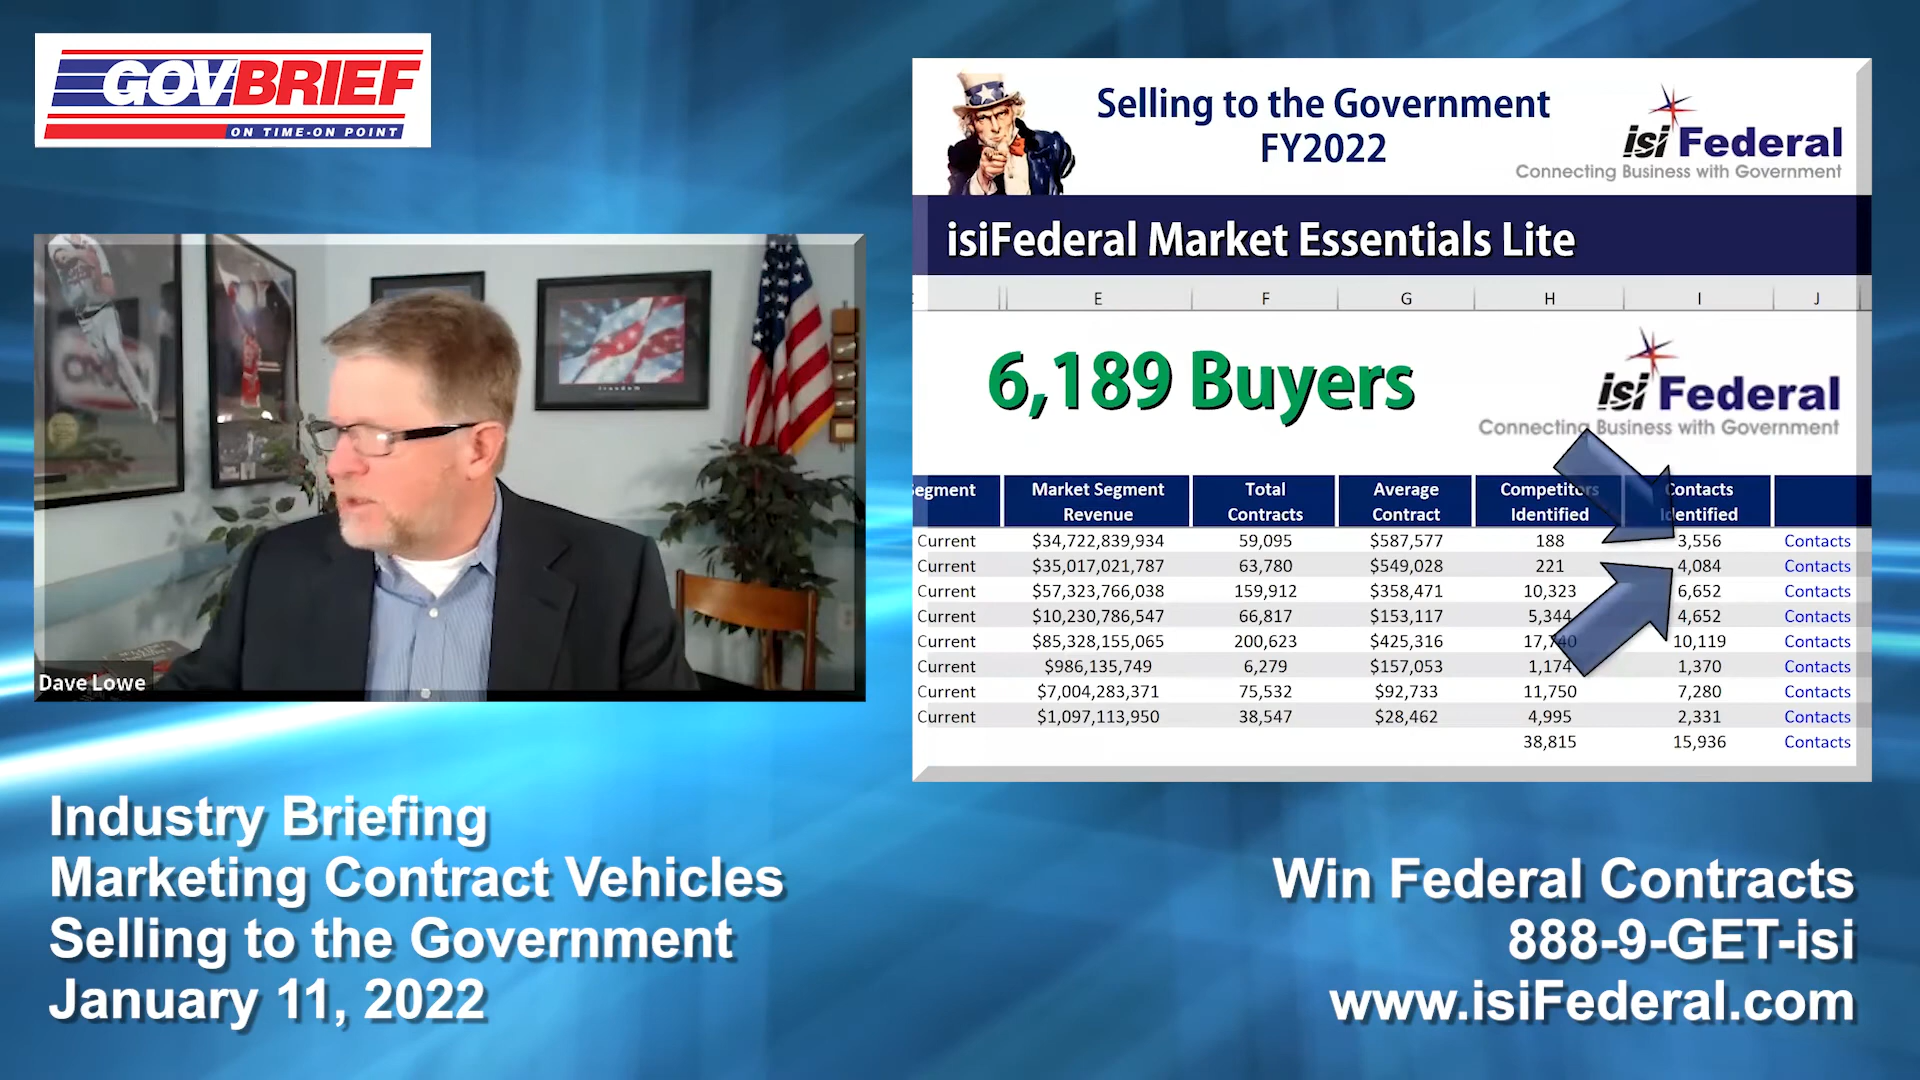 GOVBRIEF
ON TIME-ON POINT
Selling to the Government
FY2022
isi Federal
Connecting Business with Government
isiFederal Market Essentials Lite
E F G H I J
6,189 Buyers
isi Federal
Connecting Business with Government
Market Segment Total Average Competitors Contacts
Revenue Contracts Contract Identified Identified
Current $34,722,839,934 59,095 $587,577 188 3,556 Contacts
Current $35,017,021,787 63,780 $549,028 221 4,084 Contacts
Current $57,323,766,038 159,912 $358,471 10,323 6,652 Contacts
Current $10,230,786,547 66,817 $153,117 5,344 4,652 Contacts
Current $85,328,155,065 200,623 $425,316 17,740 10,119 Contacts
Current $986,135,749 6,279 $157,053 1,174 1,370 Contacts
Current $7,004,283,371 75,532 $92,733 11,750 7,280 Contacts
Current $1,097,113,950 38,547 $28,462 4,995 2,331 Contacts
38,815 15,936 Contacts
freedom
Dave Lowe
Industry Briefing
Marketing Contract Vehicles
Selling to the Government
January 11, 2022
Win Federal Contracts
888-9-GET-isi
www.isiFederal.com